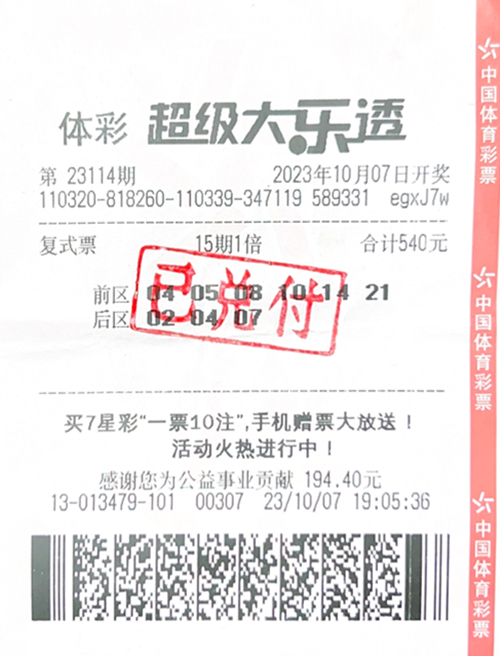 体彩 超级大乐透
第 23114期 2023年10月07日开奖
110320-818260-110339-347119 589331 egxJ7w
复式票 15期1倍 合计540元
前区 04 05 08 10 14 21
后区 02 04 07
已兑付
买7星彩“一票10注”,手机赠票大放送！
活动火热进行中！
感谢您为公益事业贡献 194.40元
13-013479-101 00307 23/10/07 19:05:36
中国体育彩票
中国体育彩票
中国体育彩票